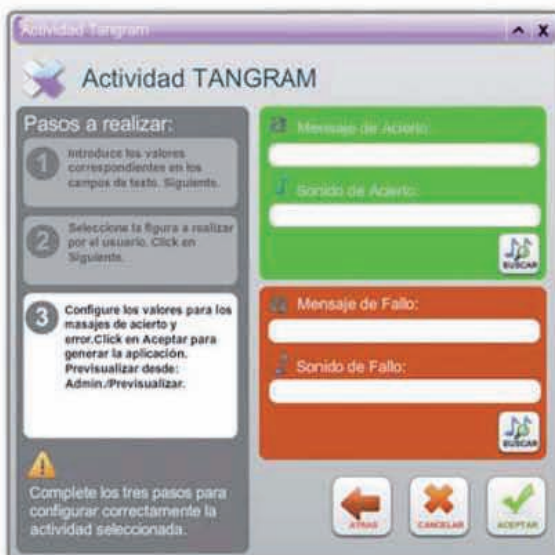 Actividad Tangram
Actividad TANGRAM
Pasos a realizar:
1
Introduce los valores
correspondientes en los
campos de texto. Siguiente.
2
Seleccione la figura a realizar
por el usuario. Click en
Siguiente.
3
Configure los valores para los
masajes de acierto y
error.Click en Aceptar para
generar la aplicación.
Previsualizar desde:
Admin./Previsualizar.
Complete los tres pasos para
configurar correctamente la
actividad seleccionada.
Mensaje de Acierto:
Sonido de Acierto:
BUSCAR
Mensaje de Fallo:
Sonido de Fallo:
BUSCAR
ATRAS
CANCELAR
ACEPTAR